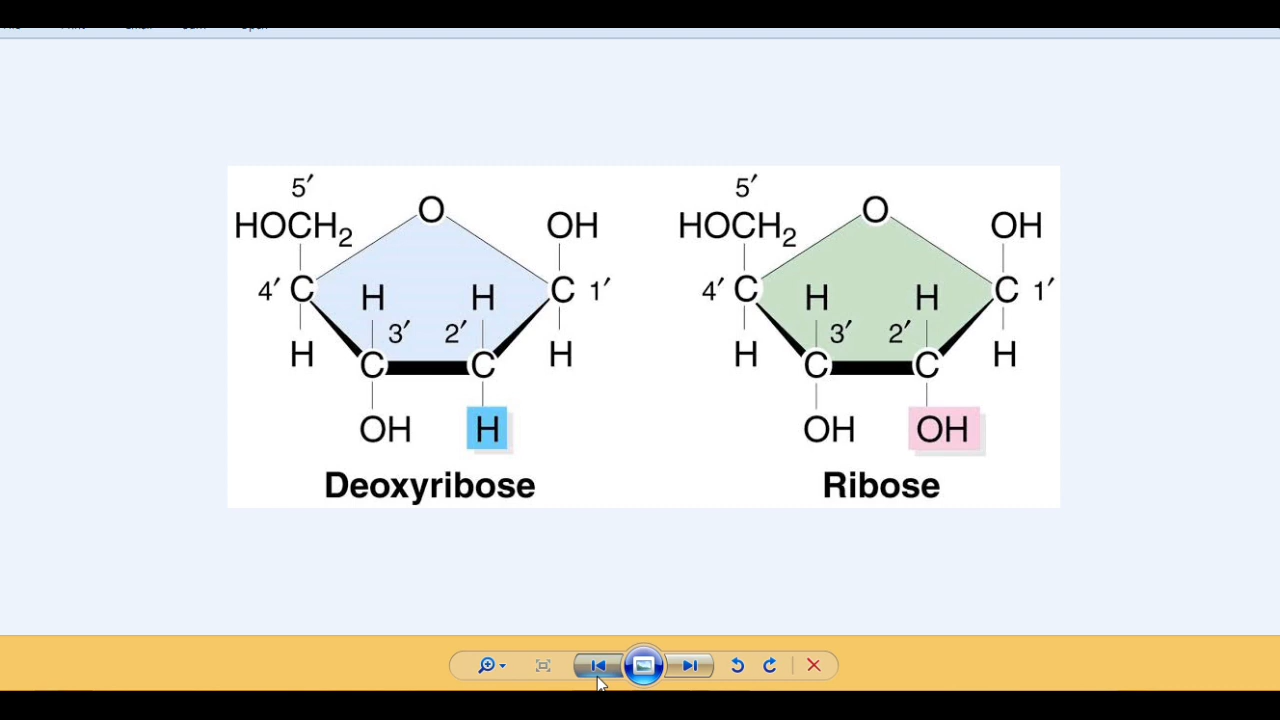 5′ 5′
HOCH₂ O OH HOCH₂ O OH
4′ C H H C 1′ 4′ C H H C 1′
3′ 2′ 3′ 2′
H C C H H C C H
OH H OH OH
Deoxyribose Ribose